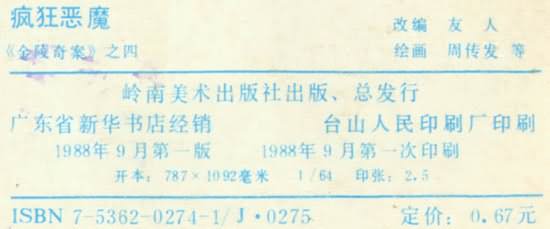 疯狂恶魔
改编 友人
《金陵奇案》之四
绘画 周传发 等
岭南美术出版社出版、总发行
广东省新华书店经销 台山人民印刷厂印刷
1988年9月第一版 1988年9月第一次印刷
开本：787×1092毫米 1/64 印张：2.5
ISBN 7-5362-0274-1/J·0275 定价：0.67元